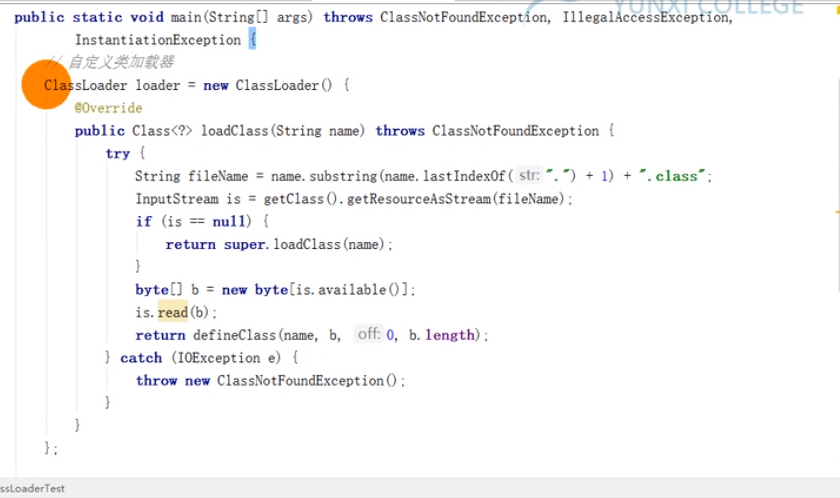 YUNXI COLLEGE
public static void main(String[] args) throws ClassNotFoundException, IllegalAccessException,
InstantiationException {
// 自定义类加载器
ClassLoader loader = new ClassLoader() {
@Override
public Class<?> loadClass(String name) throws ClassNotFoundException {
try {
String fileName = name.substring(name.lastIndexOf( str: ".") + 1) + ".class";
InputStream is = getClass().getResourceAsStream(fileName);
if (is == null) {
return super.loadClass(name);
}
byte[] b = new byte[is.available()];
is.read(b);
return defineClass(name, b, off: 0, b.length);
} catch (IOException e) {
throw new ClassNotFoundException();
}
}
};
ssLoaderTest